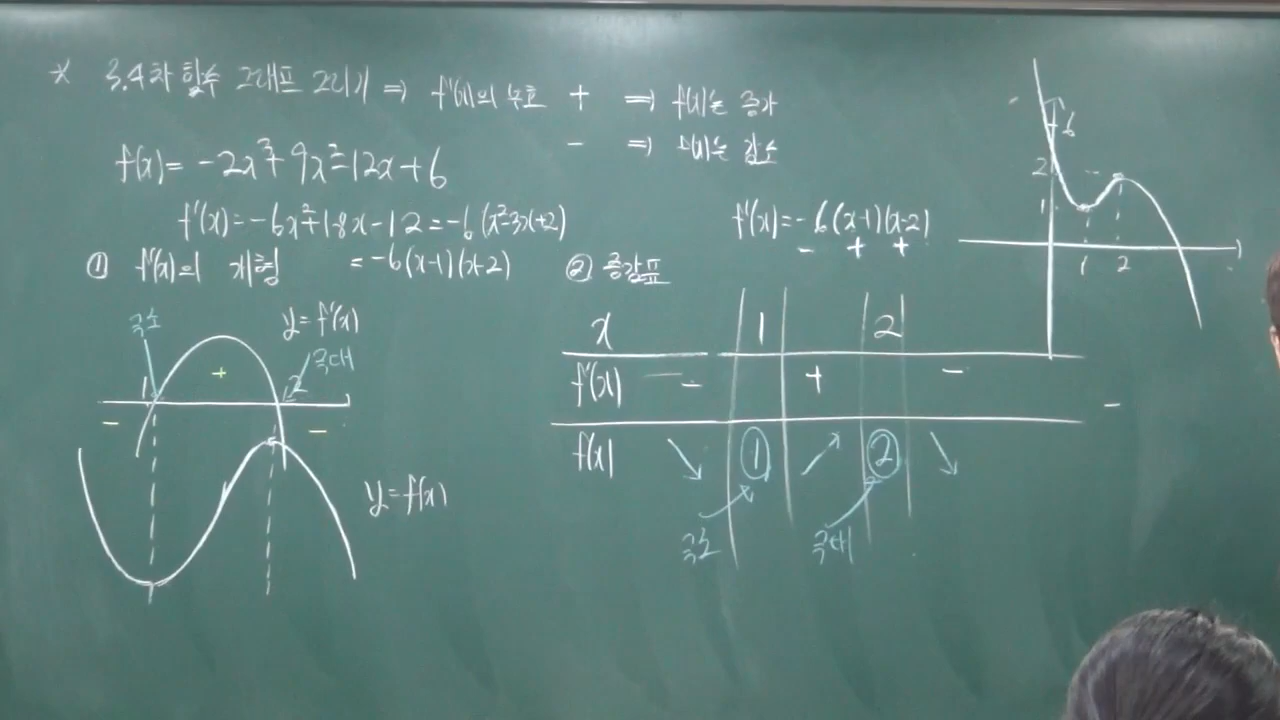 * 3.4차 함수 그래프 그리기 ⇒ f'(x)의 부호 + ⇒ f(x)는 증가
- ⇒ f(x)는 감소
f(x)= -2x³+9x²-12x+6
f'(x)=-6x²+18x-12=-6(x²-3x+2)
=-6(x-1)(x-2)
① f'(x)의 개형
극소
y=f'(x)
극대
1 + 2
- -
y=f(x)
② 증감표
f'(x)=-6(x-1)(x-2)
- + +
x 1 2
f'(x) - + -
f(x) ↘ ① ↗ ② ↘
극소 극대
6
2
1
1 2
-